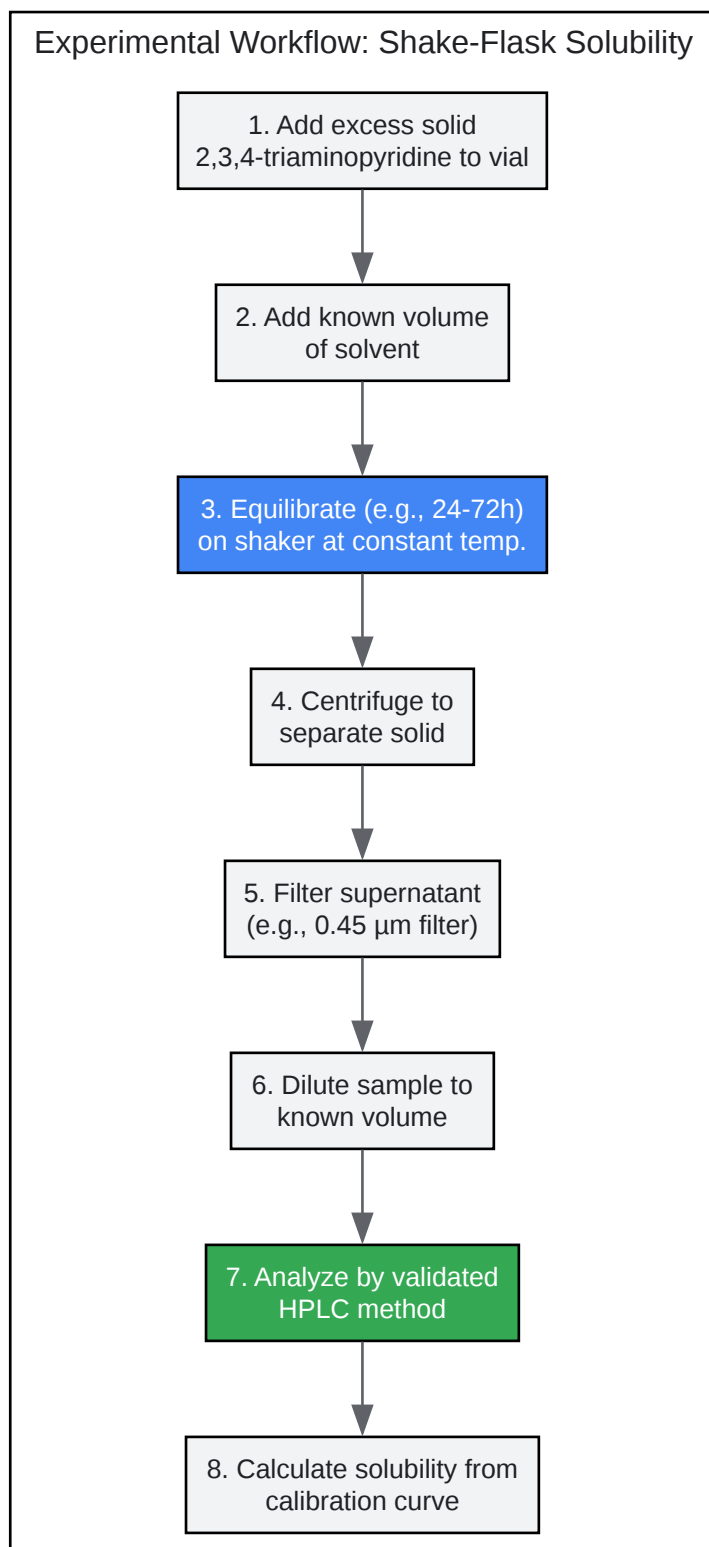 Experimental Workflow: Shake-Flask Solubility
1. Add excess solid
2,3,4-triaminopyridine to vial
2. Add known volume
of solvent
3. Equilibrate (e.g., 24-72h)
on shaker at constant temp.
4. Centrifuge to
separate solid
5. Filter supernatant
(e.g., 0.45 µm filter)
6. Dilute sample to
known volume
7. Analyze by validated
HPLC method
8. Calculate solubility from
calibration curve